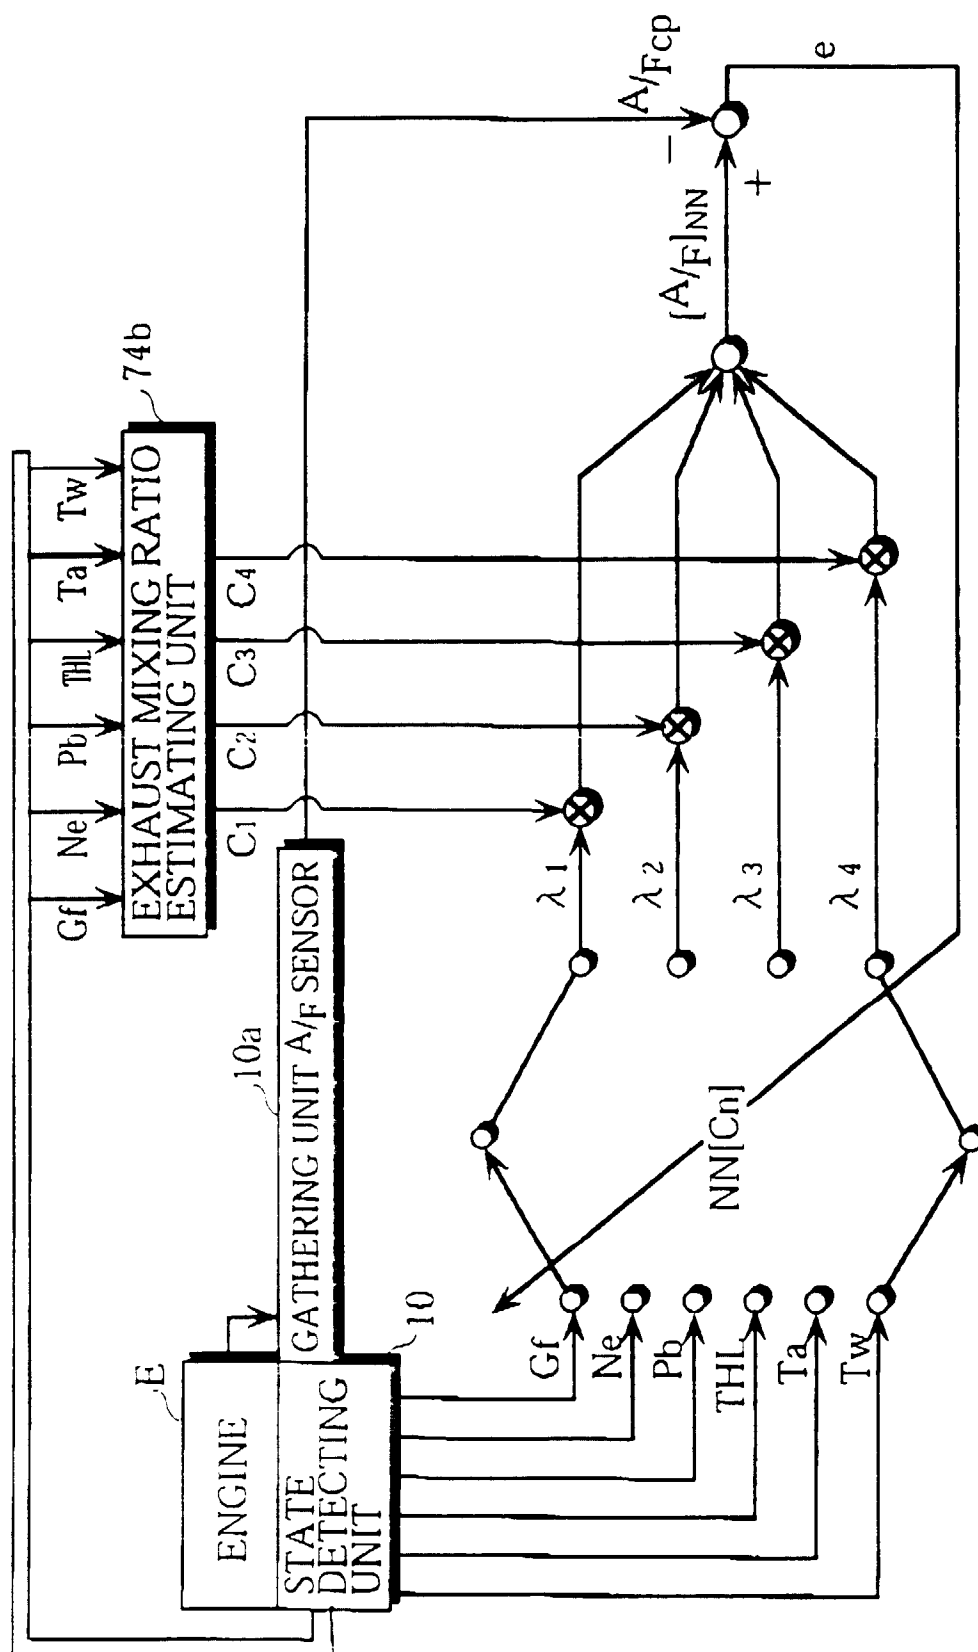 E
ENGINE
STATE
DETECTING
UNIT
10
10a
GATHERING UNIT A/F SENSOR
Gf
Ne
Pb
THL
Ta
Tw
EXHAUST MIXING RATIO
ESTIMATING UNIT
74b
C1
C2
C3
C4
Gf
Ne
Pb
THL
Ta
Tw
NN[Cn]
λ1
λ2
λ3
λ4
[A/F]NN
+
−
A/Fcp
e